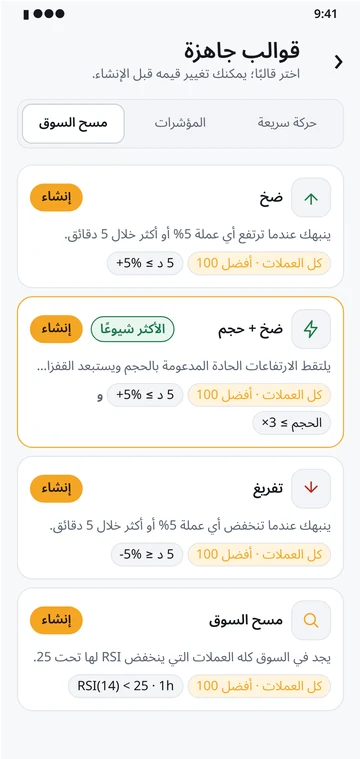 9:41
قوالب جاهزة
اختر قالبًا؛ يمكنك تغيير قيمه قبل الإنشاء.
حركة سريعة
المؤشرات
مسح السوق
ضخ
إنشاء
ينبهك عندما ترتفع أي عملة 5% أو أكثر خلال 5 دقائق.
كل العملات · أفضل 100
5 د ≥ 5%+
ضخ + حجم
الأكثر شيوعًا
إنشاء
يلتقط الارتفاعات الحادة المدعومة بالحجم ويستبعد القفزا...
كل العملات · أفضل 100
5 د ≥ 5%+
و
الحجم ≥ 3×
تفريغ
إنشاء
ينبهك عندما تنخفض أي عملة 5% أو أكثر خلال 5 دقائق.
كل العملات · أفضل 100
5 د ≤ 5%-
مسح السوق
إنشاء
يجد في السوق كله العملات التي ينخفض RSI لها تحت 25.
كل العملات · أفضل 100
RSI(14) < 25 · 1h